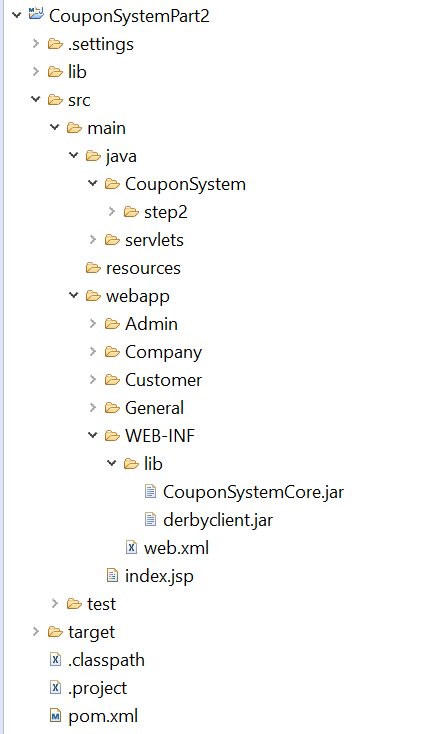 CouponSystemPart2
.settings
lib
src
main
java
CouponSystem
step2
servlets
resources
webapp
Admin
Company
Customer
General
WEB-INF
lib
CouponSystemCore.jar
derbyclient.jar
web.xml
index.jsp
test
target
.classpath
.project
pom.xml